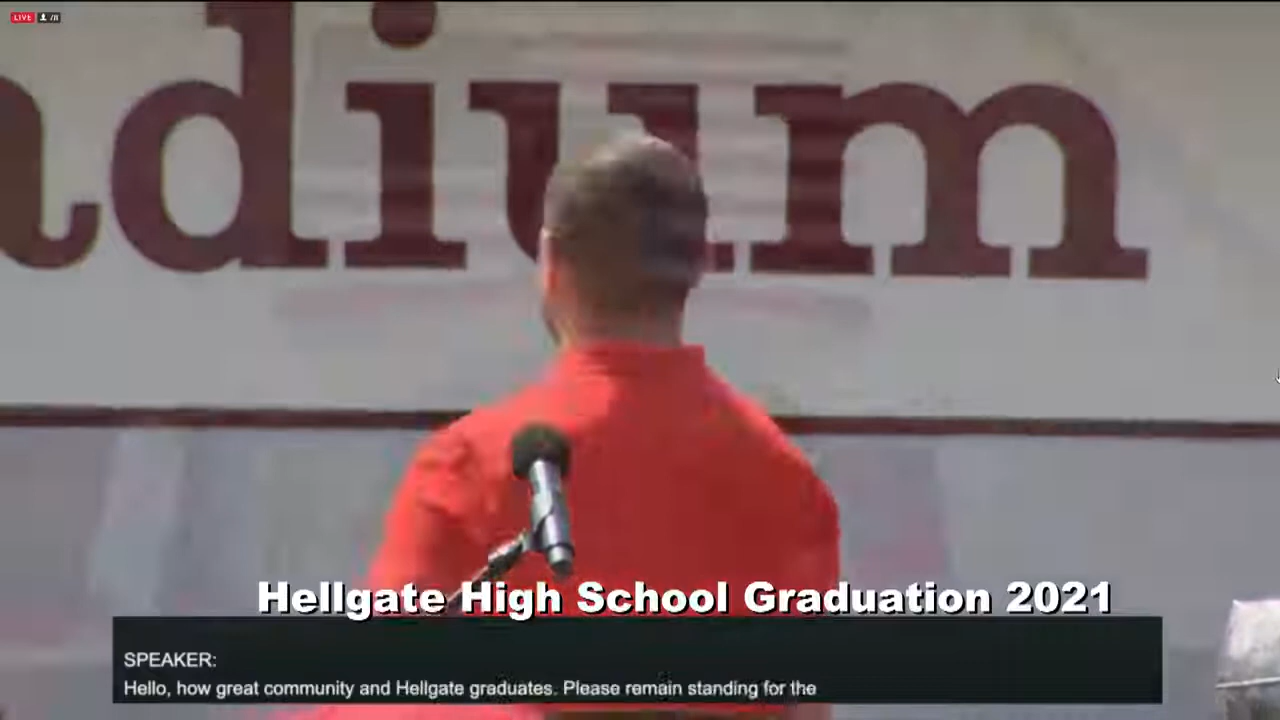 LIVE
adium
Hellgate High School Graduation 2021
SPEAKER:
Hello, how great community and Hellgate graduates. Please remain standing for the